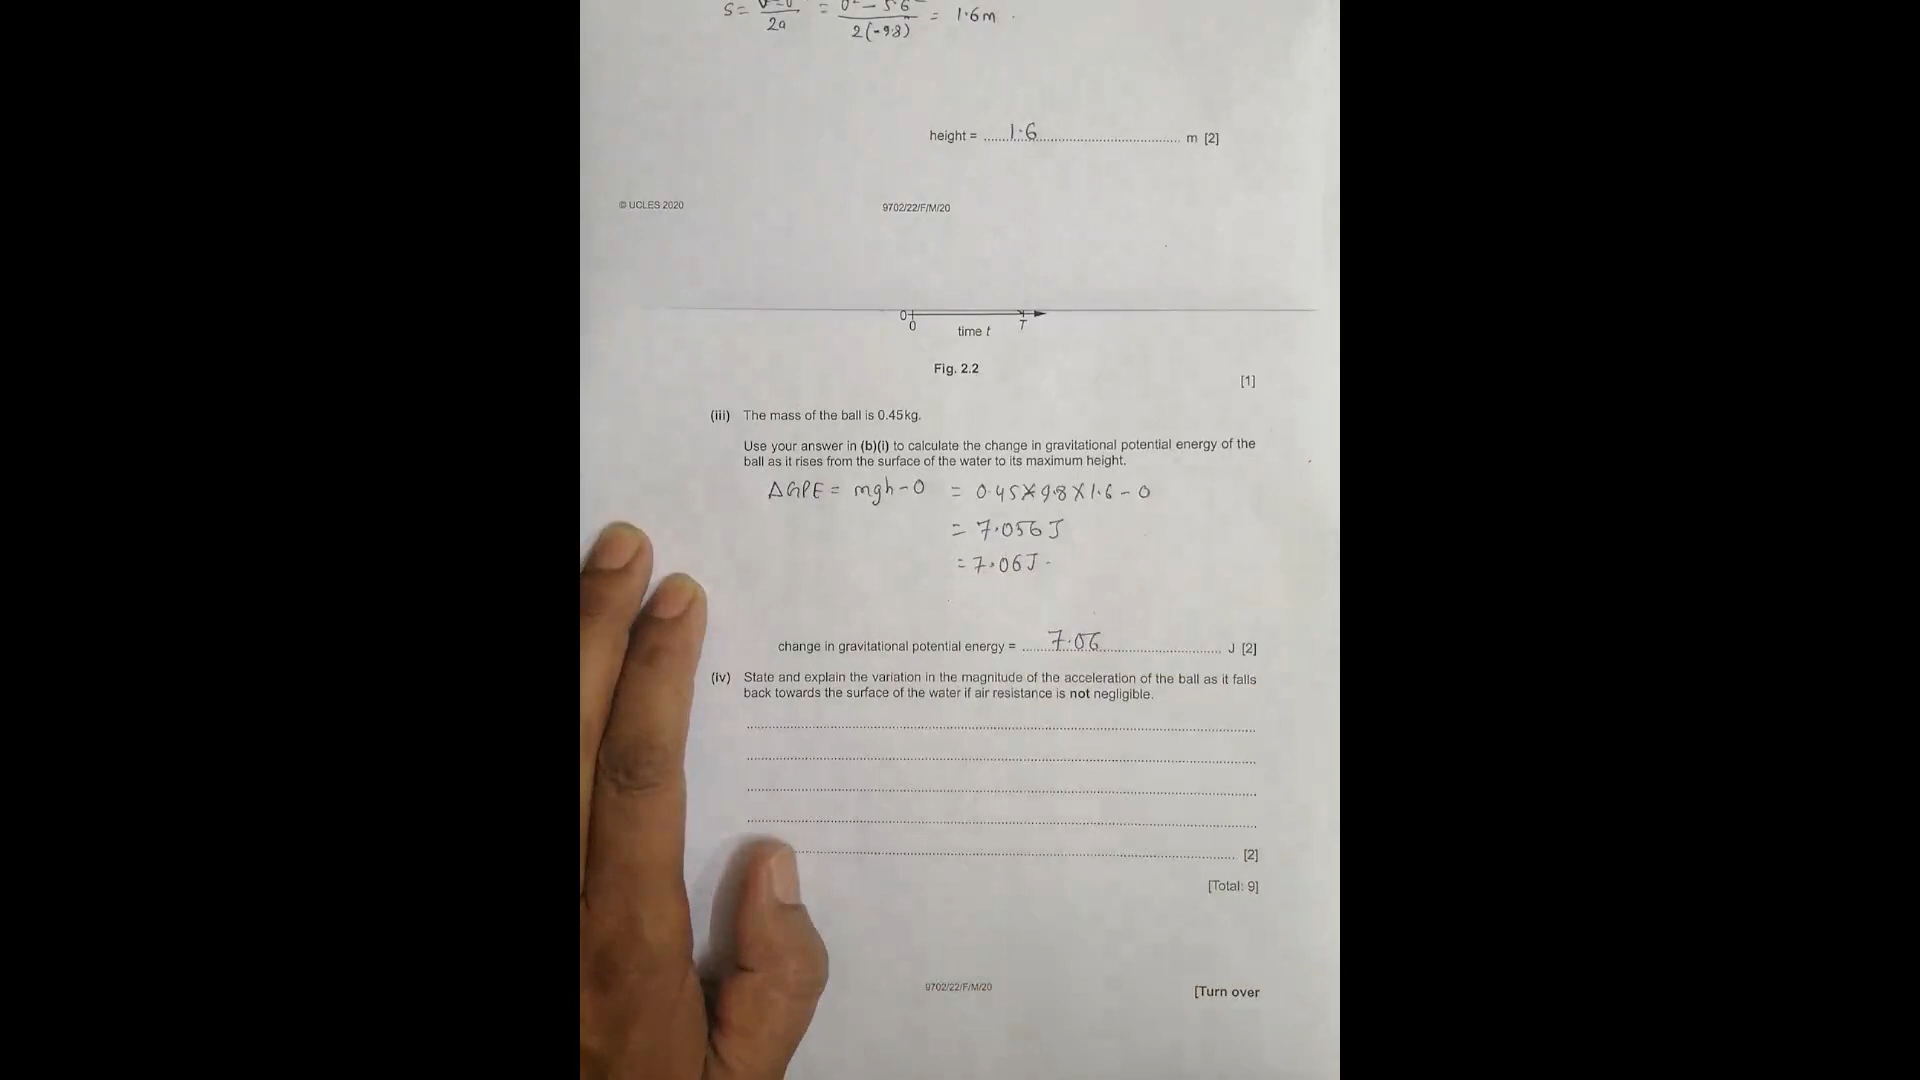 S = = 0² - 5.6 = 1.6m
2a 2(-9.8)
height = 1.6 m [2]
© UCLES 2020 9702/22/F/M/20
0
0 time t T
Fig. 2.2
[1]
(iii) The mass of the ball is 0.45 kg.
Use your answer in (b)(i) to calculate the change in gravitational potential energy of the
ball as it rises from the surface of the water to its maximum height.
ΔGPE = mgh - 0 = 0.45 × 9.8 × 1.6 - 0
= 7.056 J
= 7.06 J.
change in gravitational potential energy = 7.06 J [2]
(iv) State and explain the variation in the magnitude of the acceleration of the ball as it falls
back towards the surface of the water if air resistance is not negligible.
[2]
[Total: 9]
9702/22/F/M/20 [Turn over